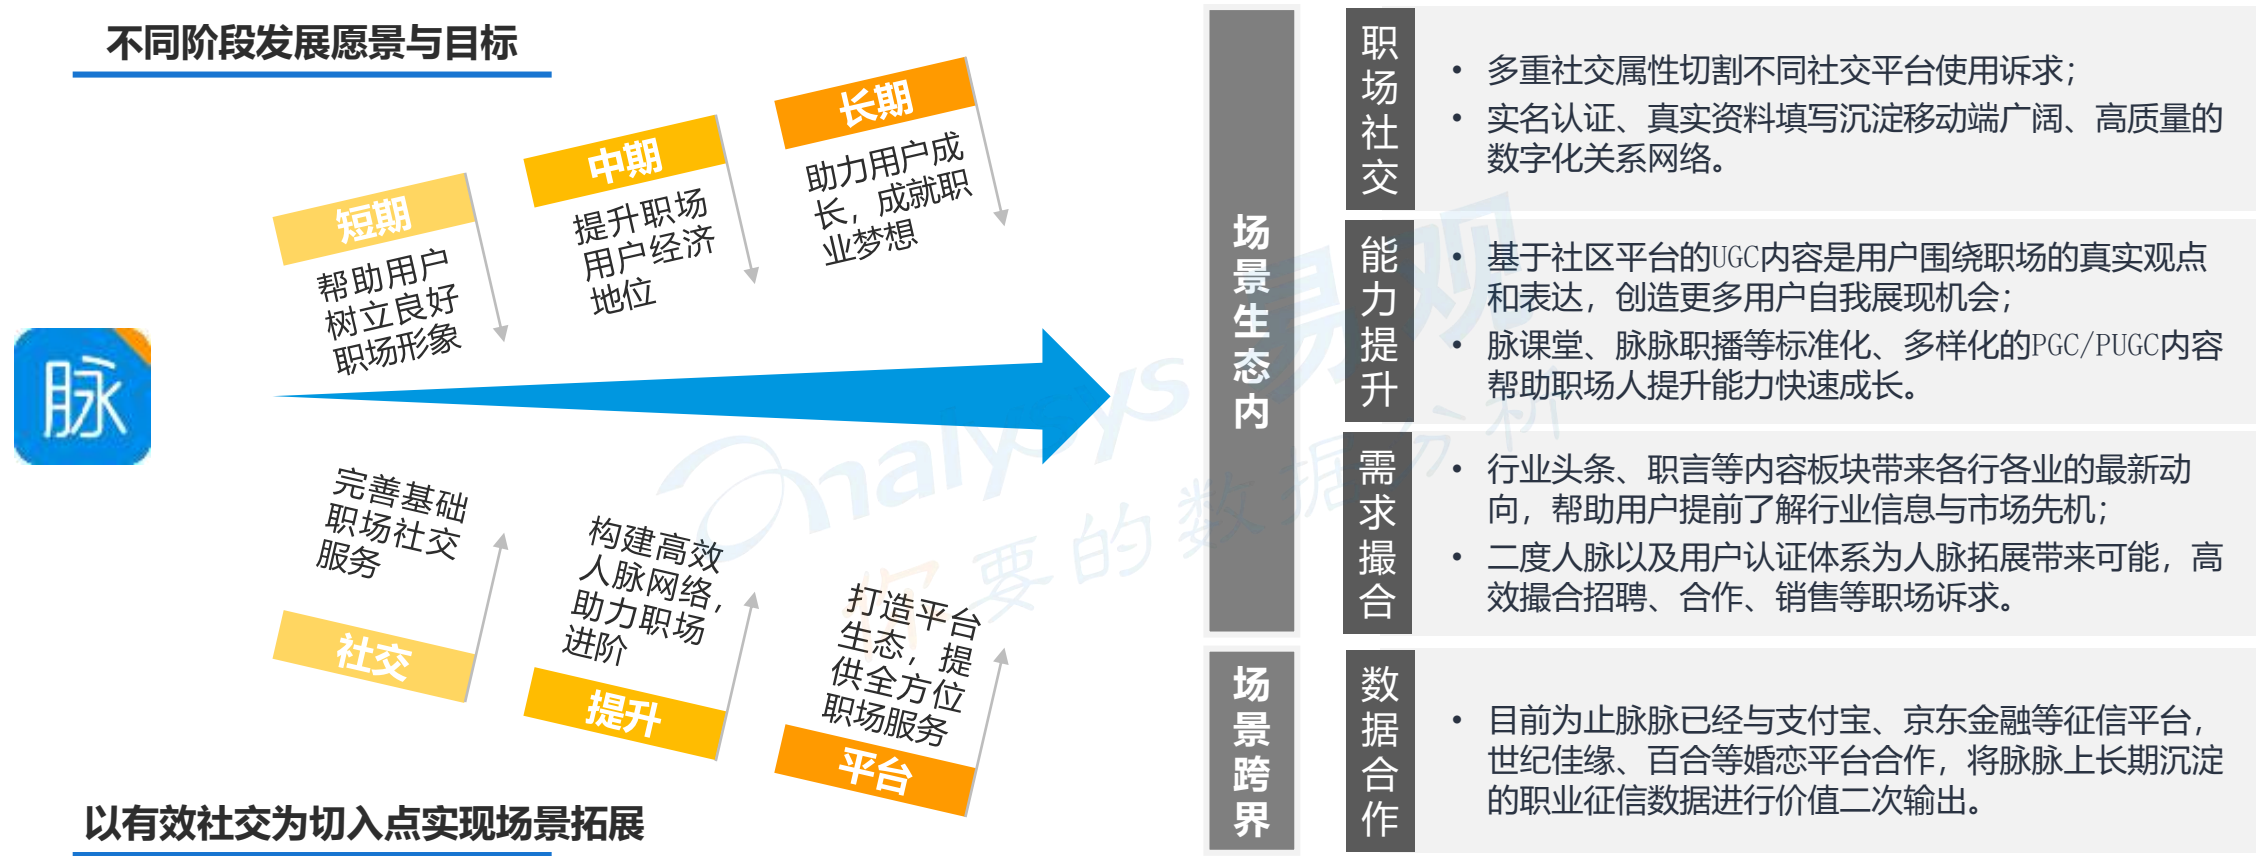 不同阶段发展愿景与目标
短期
帮助用户
树立良好
职场形象
中期
提升职场
用户经济
地位
长期
助力用户成
长，成就职
业梦想
脉
完善基础
职场社交
服务
社交
构建高效
人脉网络，
助力职场
进阶
提升
打造平台
生态，提
供全方位
职场服务
平台
以有效社交为切入点实现场景拓展
场景生态内
职场社交
• 多重社交属性切割不同社交平台使用诉求；
• 实名认证、真实资料填写沉淀移动端广阔、高质量的
数字化关系网络。
能力提升
• 基于社区平台的UGC内容是用户围绕职场的真实观点
和表达，创造更多用户自我展现机会；
• 脉课堂、脉脉职播等标准化、多样化的PGC/PUGC内容
帮助职场人提升能力快速成长。
需求撮合
• 行业头条、职言等内容板块带来各行各业的最新动
向，帮助用户提前了解行业信息与市场先机；
• 二度人脉以及用户认证体系为人脉拓展带来可能，高
效撮合招聘、合作、销售等职场诉求。
场景跨界
数据合作
• 目前为止脉脉已经与支付宝、京东金融等征信平台，
世纪佳缘、百合等婚恋平台合作，将脉脉上长期沉淀
的职业征信数据进行价值二次输出。
analysys 易观
你要的数据分析